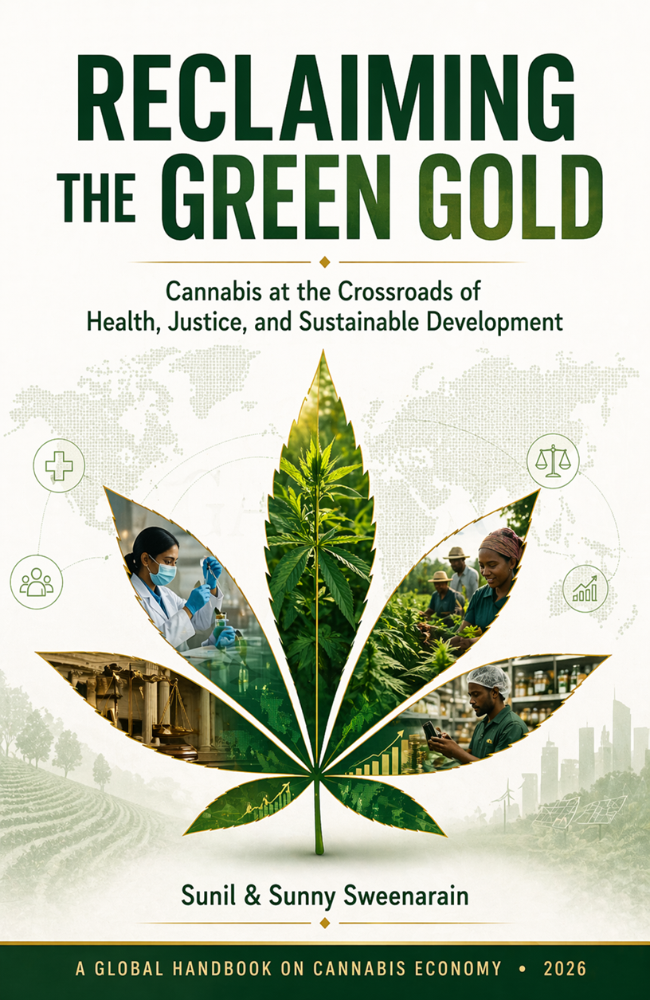 RECLAIMING
THE GREEN GOLD
Cannabis at the Crossroads of
Health, Justice, and Sustainable Development
Sunil & Sunny Sweenarain
A GLOBAL HANDBOOK ON CANNABIS ECONOMY • 2026